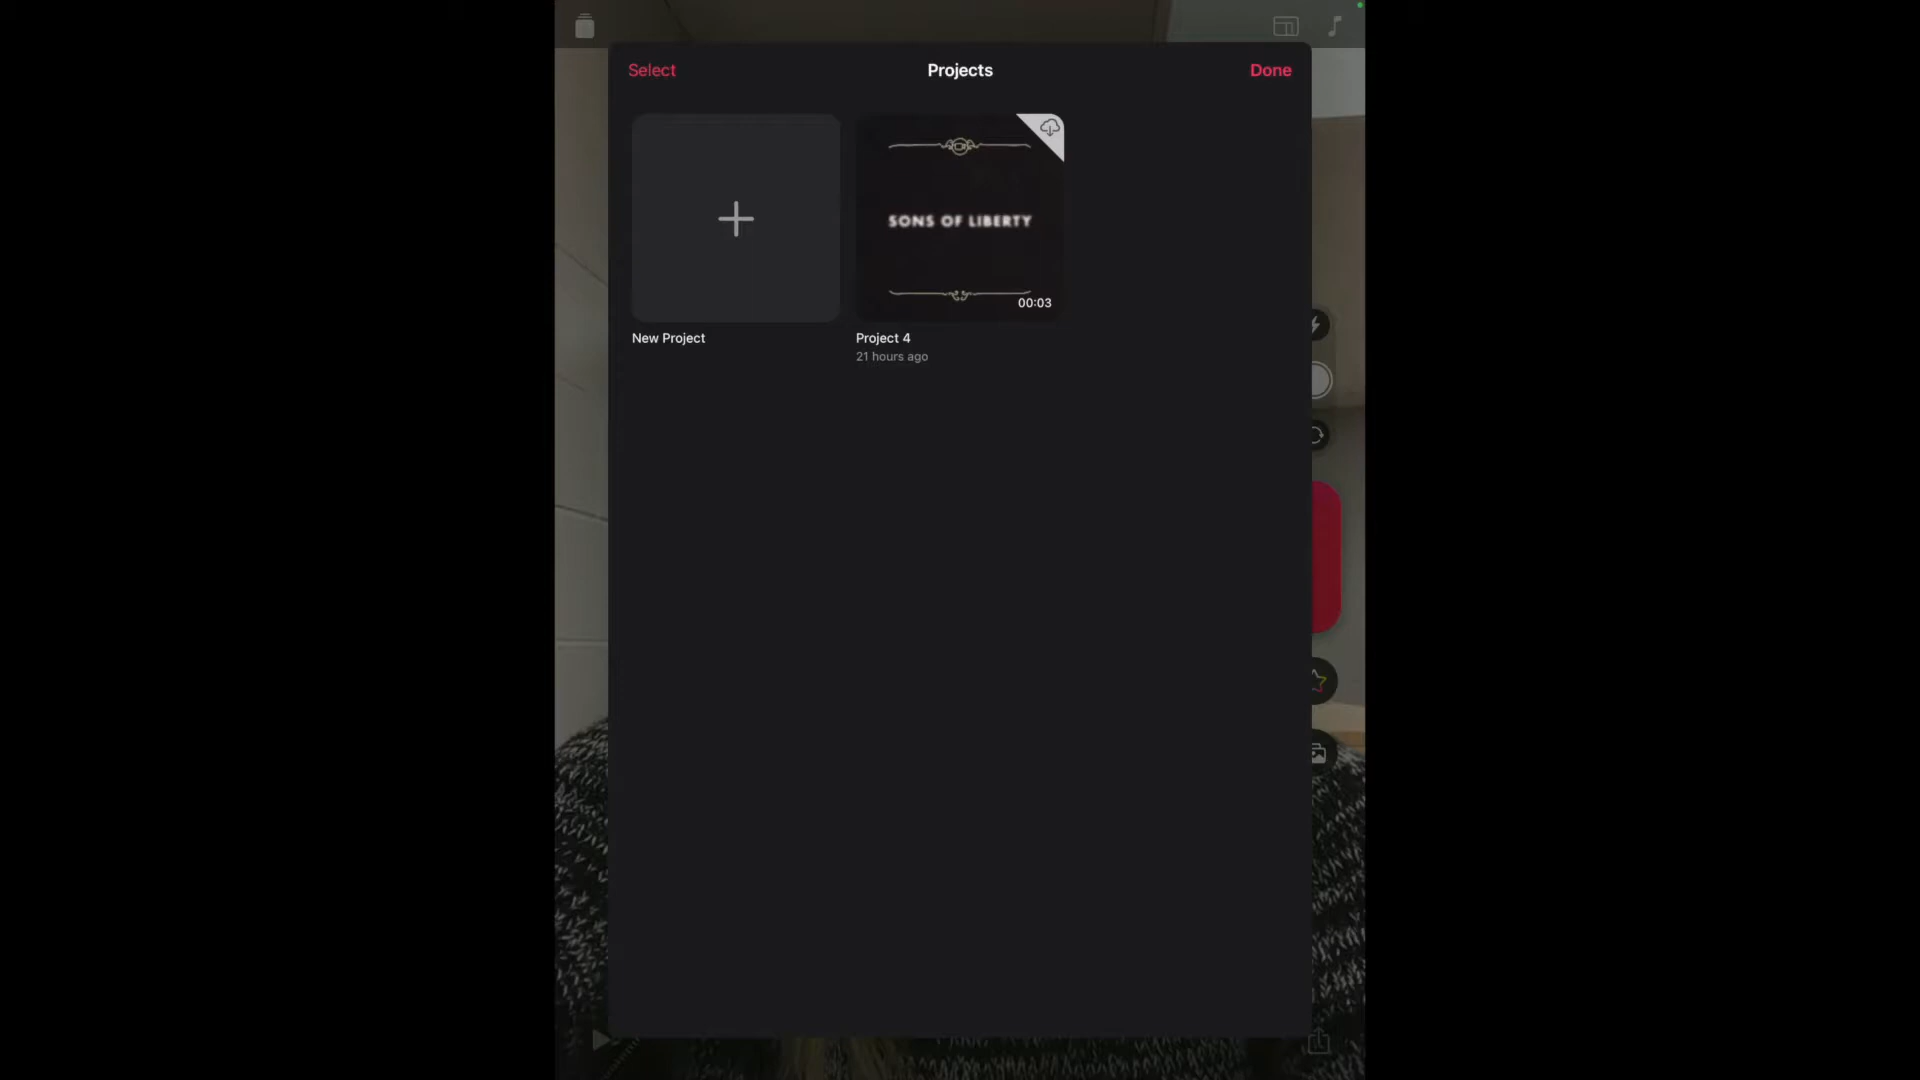 Select
Projects
Done
SONS OF LIBERTY
00:03
New Project
Project 4
21 hours ago